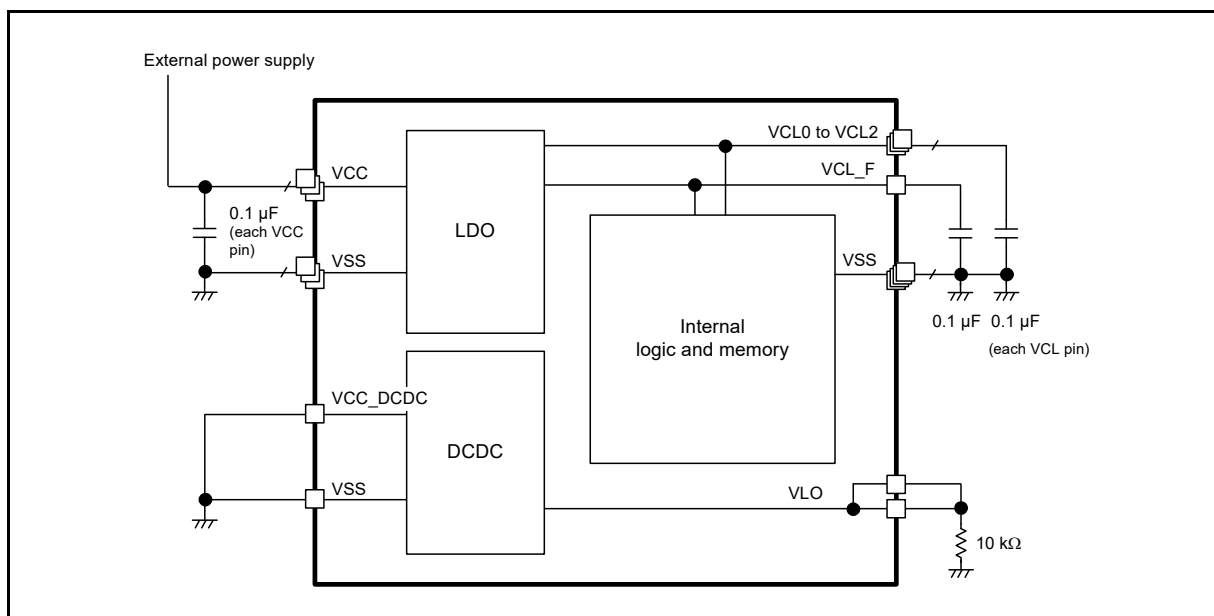 External power supply
VCL0 to VCL2
VCC
VCL_F
0.1 µF
(each VCC
pin)
LDO
VSS
VSS
Internal
logic and memory
0.1 µF
0.1 µF
(each VCL pin)
VCC_DCDC
DCDC
VSS
VLO
10 kΩ